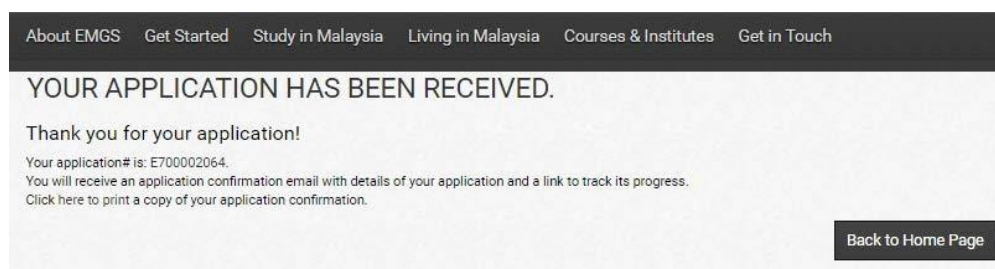 About EMGS Get Started Study in Malaysia Living in Malaysia Courses & Institutes Get in Touch
YOUR APPLICATION HAS BEEN RECEIVED.
Thank you for your application!
Your application# is: E700002064.
You will receive an application confirmation email with details of your application and a link to track its progress.
Click here to print a copy of your application confirmation.
Back to Home Page